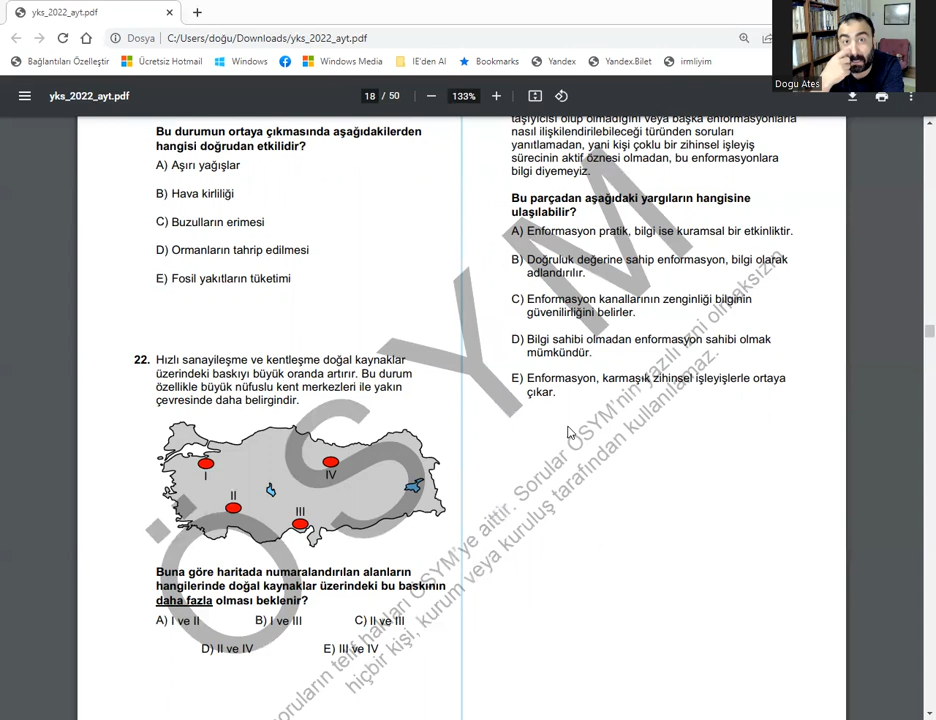 yks_2022_ayt.pdf
Dosya
C:/Users/doğu/Downloads/yks_2022_ayt.pdf
Dogu Ates
Bağlantıları Özelleştir
Ücretsiz Hotmail
Windows
Windows Media
IE'den Al
Bookmarks
Yandex
Yandex.Bilet
irmliyim
yks_2022_ayt.pdf
18 / 50
133%
Bu durumun ortaya çıkmasında aşağıdakilerden
hangisi doğrudan etkilidir?
A) Aşırı yağışlar
B) Hava kirliliği
C) Buzulların erimesi
D) Ormanların tahrip edilmesi
E) Fosil yakıtların tüketimi
22. Hızlı sanayileşme ve kentleşme doğal kaynaklar
üzerindeki baskıyı büyük oranda artırır. Bu durum
özellikle büyük nüfuslu kent merkezleri ile yakın
çevresinde daha belirgindir.
I
II
III
IV
Buna göre haritada numaralandırılan alanların
hangilerinde doğal kaynaklar üzerindeki bu baskının
daha fazla olması beklenir?
A) I ve II
B) I ve III
C) II ve III
D) II ve IV
E) III ve IV
taşıyıcısı olup olmadığını veya başka enformasyonlarla
nasıl ilişkilendirilebileceği türünden soruları
yanıtlamadan, yani kişi çoklu bir zihinsel işleyiş
sürecinin aktif öznesi olmadan, bu enformasyonlara
bilgi diyemeyiz.
Bu parçadan aşağıdaki yargıların hangisine
ulaşılabilir?
A) Enformasyon pratik, bilgi ise kuramsal bir etkinliktir.
B) Doğruluk değerine sahip enformasyon, bilgi olarak
adlandırılır.
C) Enformasyon kanallarının zenginliği bilginin
güvenilirliğini belirler.
D) Bilgi sahibi olmadan enformasyon sahibi olmak
mümkündür.
E) Enformasyon, karmaşık zihinsel işleyişlerle ortaya
çıkar.
ÖSYM
soruların telif hakları ÖSYM'ye aittir. Sorular ÖSYM'nin yazılı izni olmaksızın
hiçbir kişi, kurum veya kuruluş tarafından kullanılamaz.